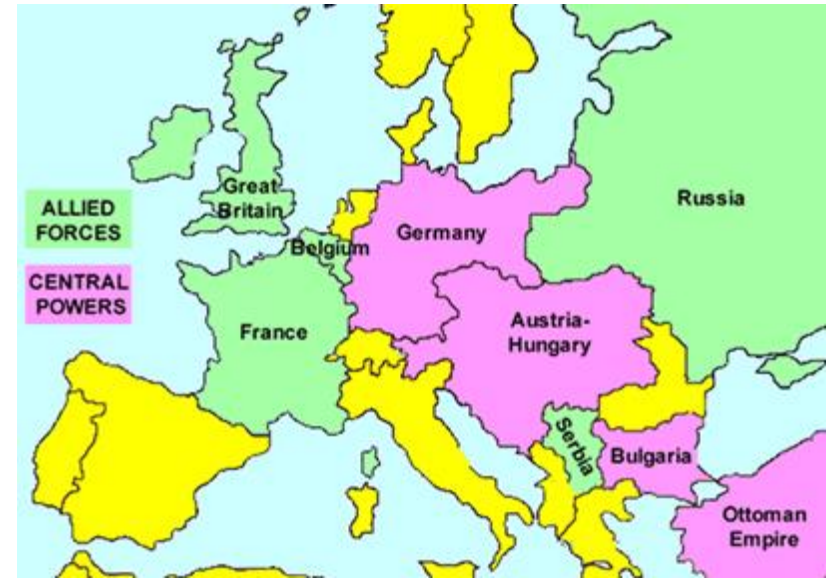 Great
Britain
Russia
ALLIED
FORCES
Belgium
Germany
CENTRAL
POWERS
France
Austria-
Hungary
Serbia
Bulgaria
Ottoman
Empire